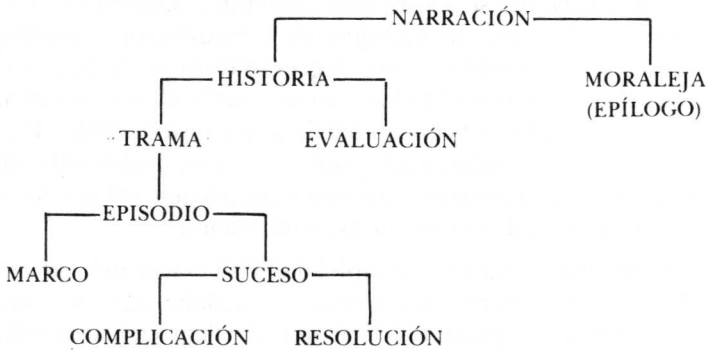 NARRACIÓN
HISTORIA
MORALEJA
(EPÍLOGO)
TRAMA
EVALUACIÓN
EPISODIO
MARCO
SUCESO
COMPLICACIÓN
RESOLUCIÓN